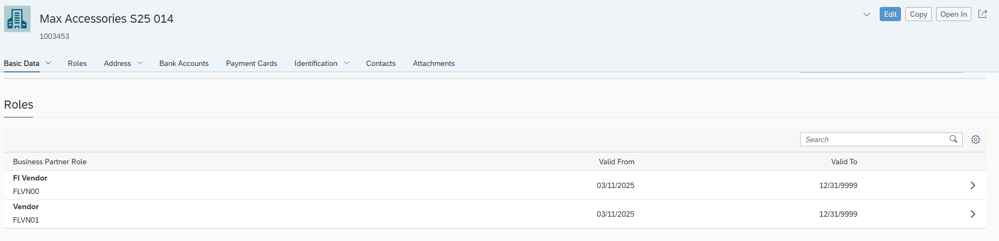 Max Accessories S25 014
Edit
Copy
Open In
1003453
Basic Data
Roles
Address
Bank Accounts
Payment Cards
Identification
Contacts
Attachments
Roles
Search
Business Partner Role
Valid From
Valid To
FI Vendor
FLVN00
03/11/2025
12/31/9999
Vendor
FLVN01
03/11/2025
12/31/9999